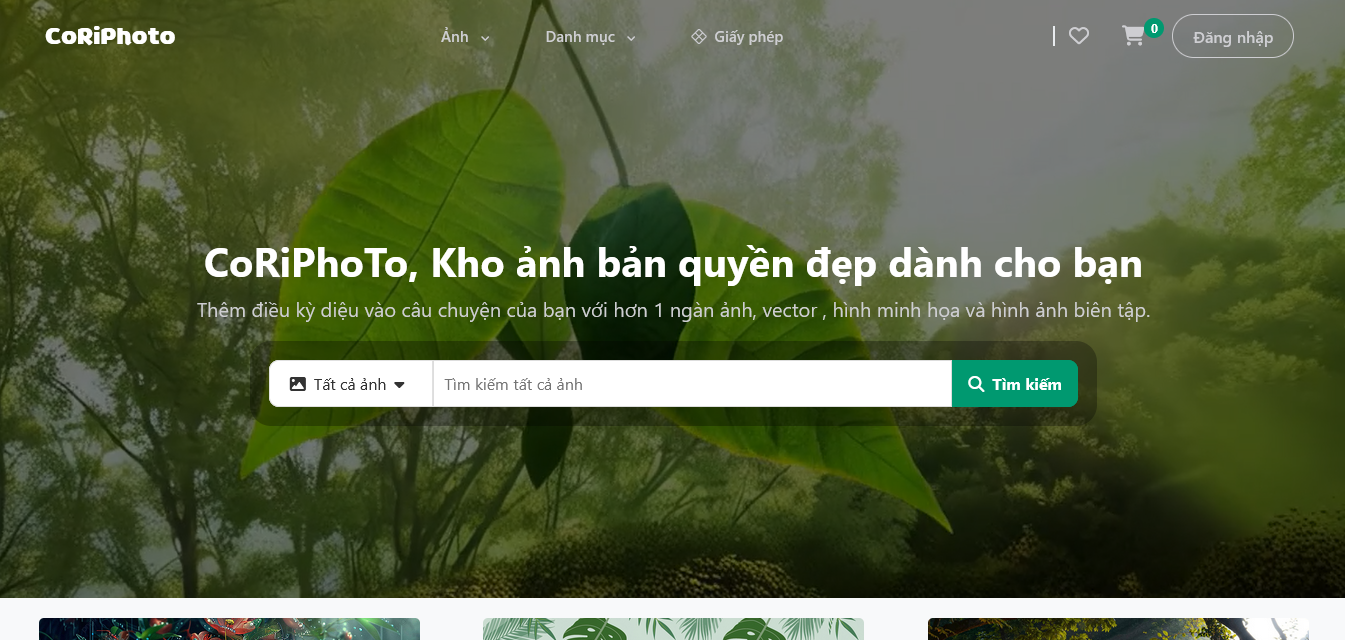 CoRiPhoto
Ảnh
Danh mục
Giấy phép
0
Đăng nhập
CoRiPhoTo, Kho ảnh bản quyền đẹp dành cho bạn
Thêm điều kỳ diệu vào câu chuyện của bạn với hơn 1 ngàn ảnh, vector , hình minh họa và hình ảnh biên tập.
Tất cả ảnh
Tìm kiếm tất cả ảnh
Tìm kiếm